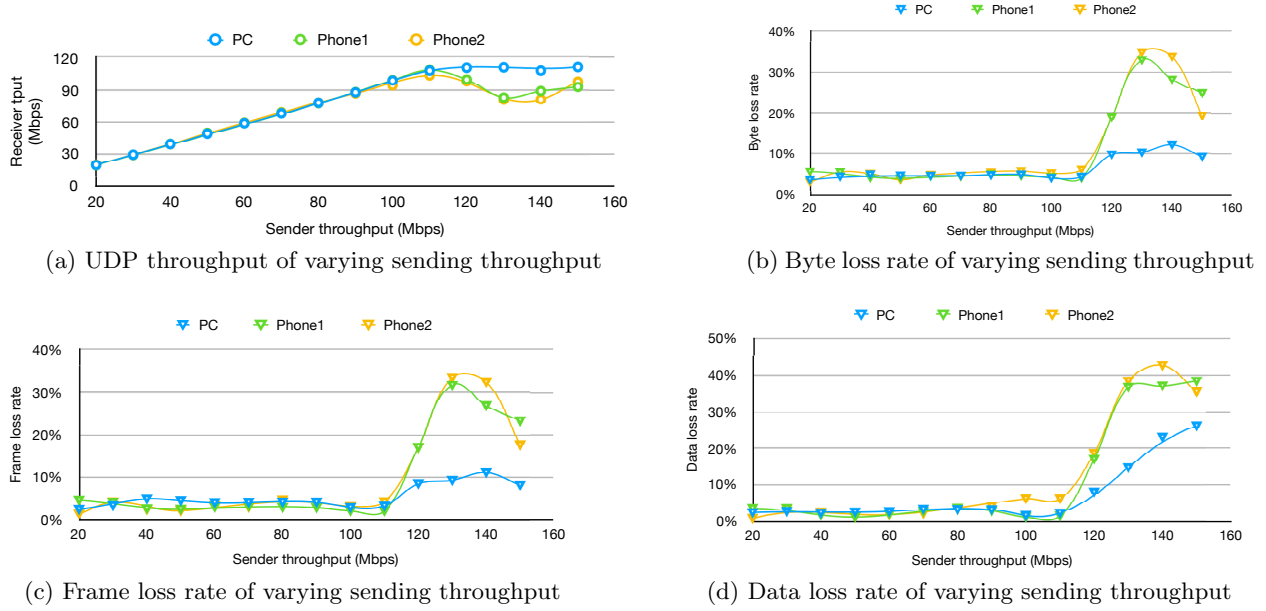 PC Phone1 Phone2
120
90
60
30
0
Receiver tput
(Mbps)
20 40 60 80 100 120 140 160
Sender throughput (Mbps)
(a) UDP throughput of varying sending throughput
PC Phone1 Phone2
40%
30%
20%
10%
0%
Byte loss rate
20 40 60 80 100 120 140 160
Sender throughput (Mbps)
(b) Byte loss rate of varying sending throughput
PC Phone1 Phone2
40%
30%
20%
10%
0%
Frame loss rate
20 40 60 80 100 120 140 160
Sender throughput (Mbps)
(c) Frame loss rate of varying sending throughput
PC Phone1 Phone2
50%
40%
30%
20%
10%
0%
Data loss rate
20 40 60 80 100 120 140 160
Sender throughput (Mbps)
(d) Data loss rate of varying sending throughput